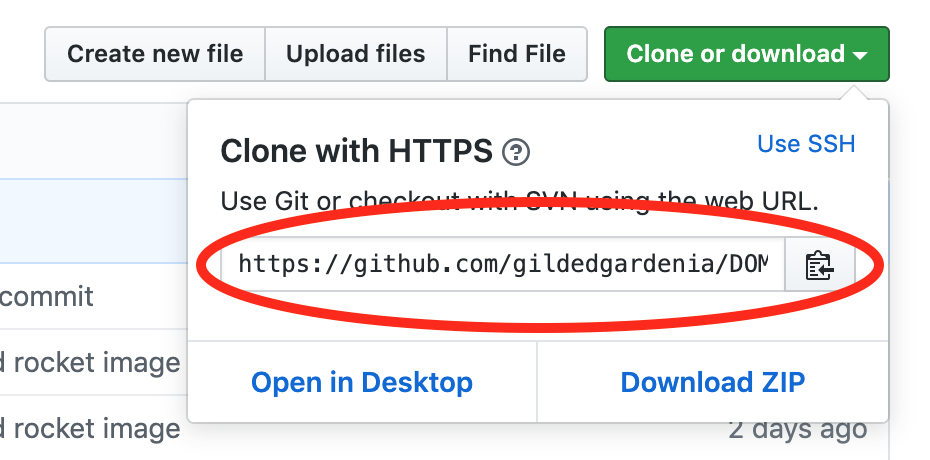 Create new file Upload files Find File Clone or download
Clone with HTTPS ? Use SSH
Use Git or checkout with SVN using the web URL.
https://github.com/gildedgardenia/DOM
commit
d rocket image
Open in Desktop Download ZIP
d rocket image 2 days ago